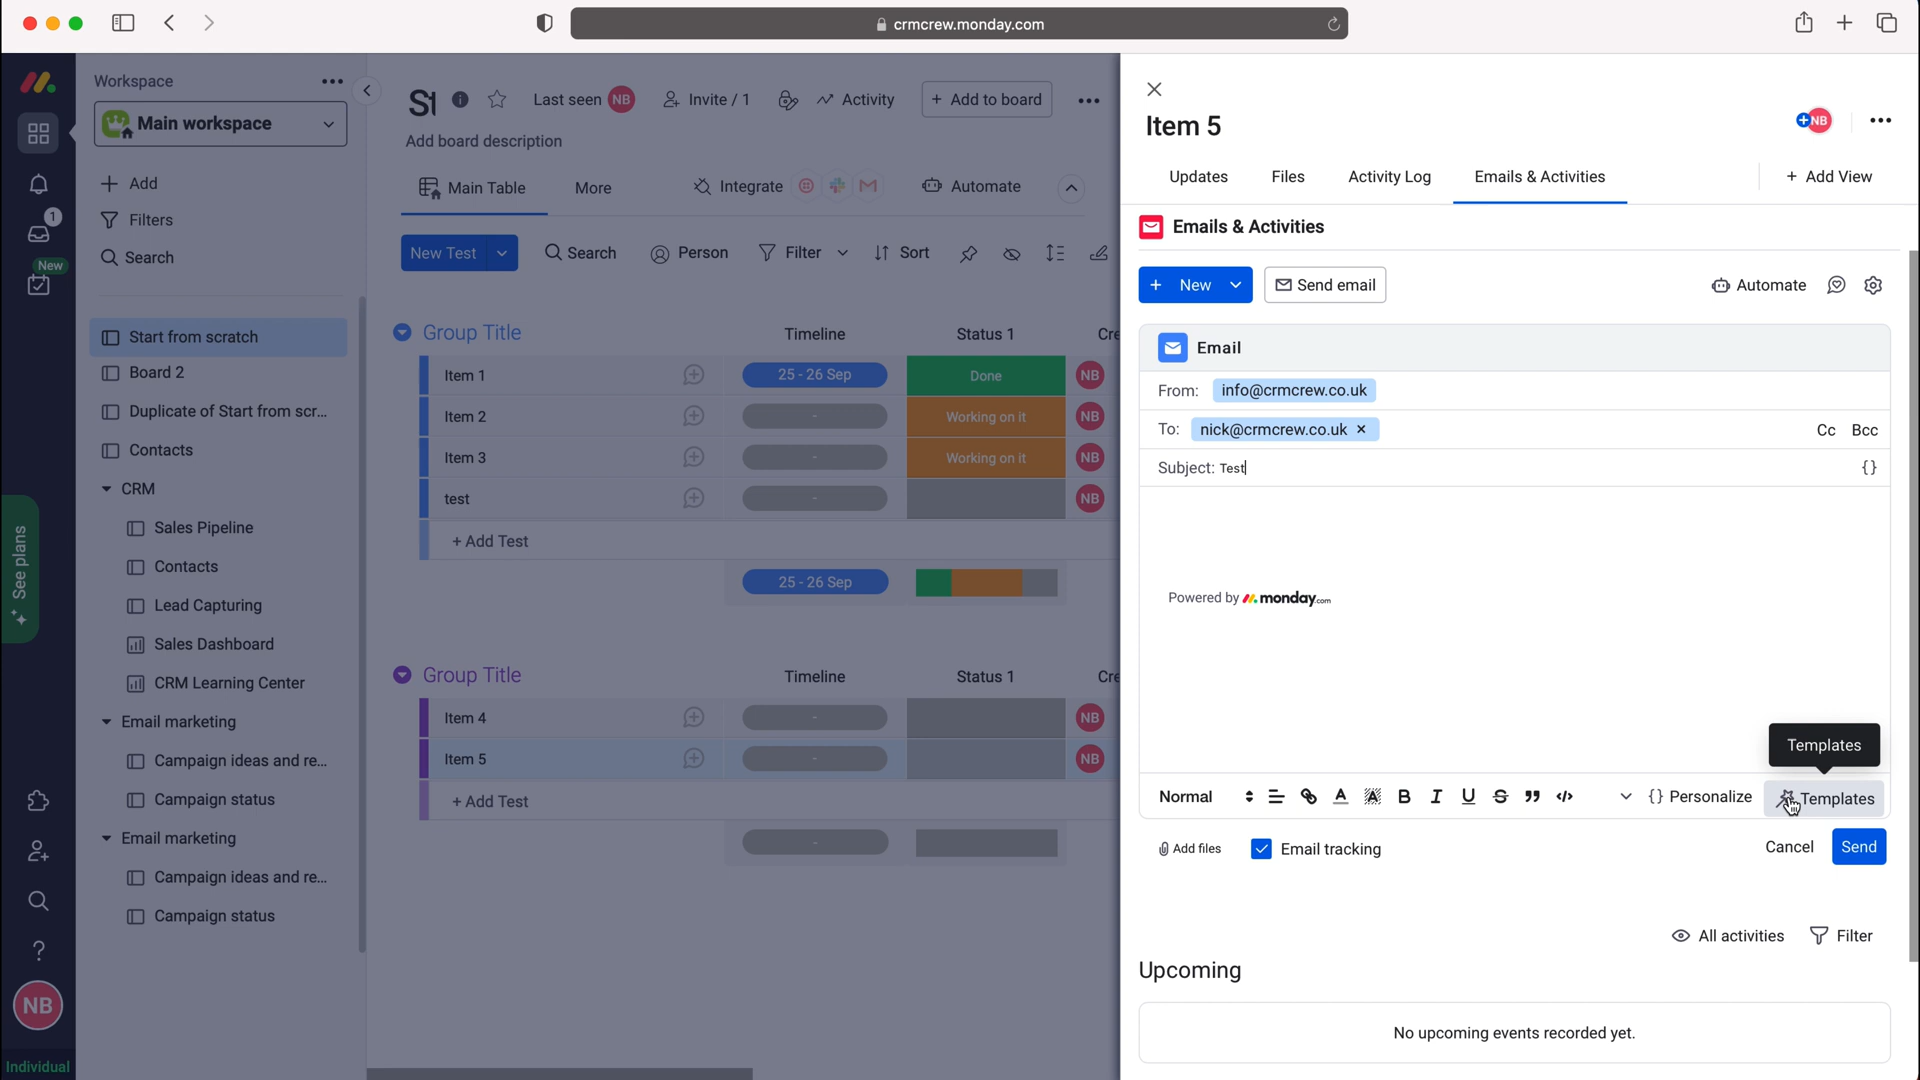 crmcrew.monday.com
Workspace
Main workspace
Add
Filters
Search
1
New
Start from scratch
Board 2
Duplicate of Start from scr...
Contacts
CRM
Sales Pipeline
Contacts
Lead Capturing
Sales Dashboard
CRM Learning Center
Email marketing
Campaign ideas and re...
Campaign status
Email marketing
Campaign ideas and re...
Campaign status
See plans
NB
Individual
Last seen NB
Invite / 1
Activity
+ Add to board
Add board description
Main Table
More
Integrate
Automate
New Test
Search
Person
Filter
Sort
Group Title Timeline Status 1 Cre
Item 1 25 - 26 Sep Done NB
Item 2 - Working on it NB
Item 3 - Working on it NB
test - NB
+ Add Test
25 - 26 Sep
Group Title Timeline Status 1 Cre
Item 4 - NB
Item 5 - NB
+ Add Test
-
Item 5
NB
Updates
Files
Activity Log
Emails & Activities
+ Add View
Emails & Activities
+ New
Send email
Automate
Email
From: info@crmcrew.co.uk
To: nick@crmcrew.co.uk ×
Cc Bcc
Subject: Test
{}
Powered by monday.com
Templates
Normal
A
A
B
I
U
S
{} Personalize
Templates
Add files
Email tracking
Cancel
Send
All activities
Filter
Upcoming
No upcoming events recorded yet.